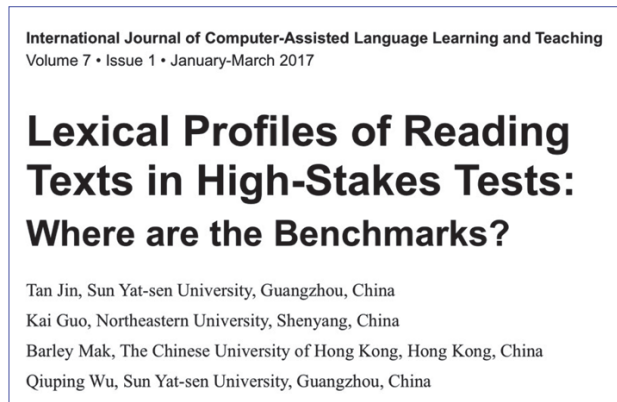 International Journal of Computer-Assisted Language Learning and Teaching
Volume 7 • Issue 1 • January-March 2017
Lexical Profiles of Reading
Texts in High-Stakes Tests:
Where are the Benchmarks?
Tan Jin, Sun Yat-sen University, Guangzhou, China
Kai Guo, Northeastern University, Shenyang, China
Barley Mak, The Chinese University of Hong Kong, Hong Kong, China
Qiuping Wu, Sun Yat-sen University, Guangzhou, China